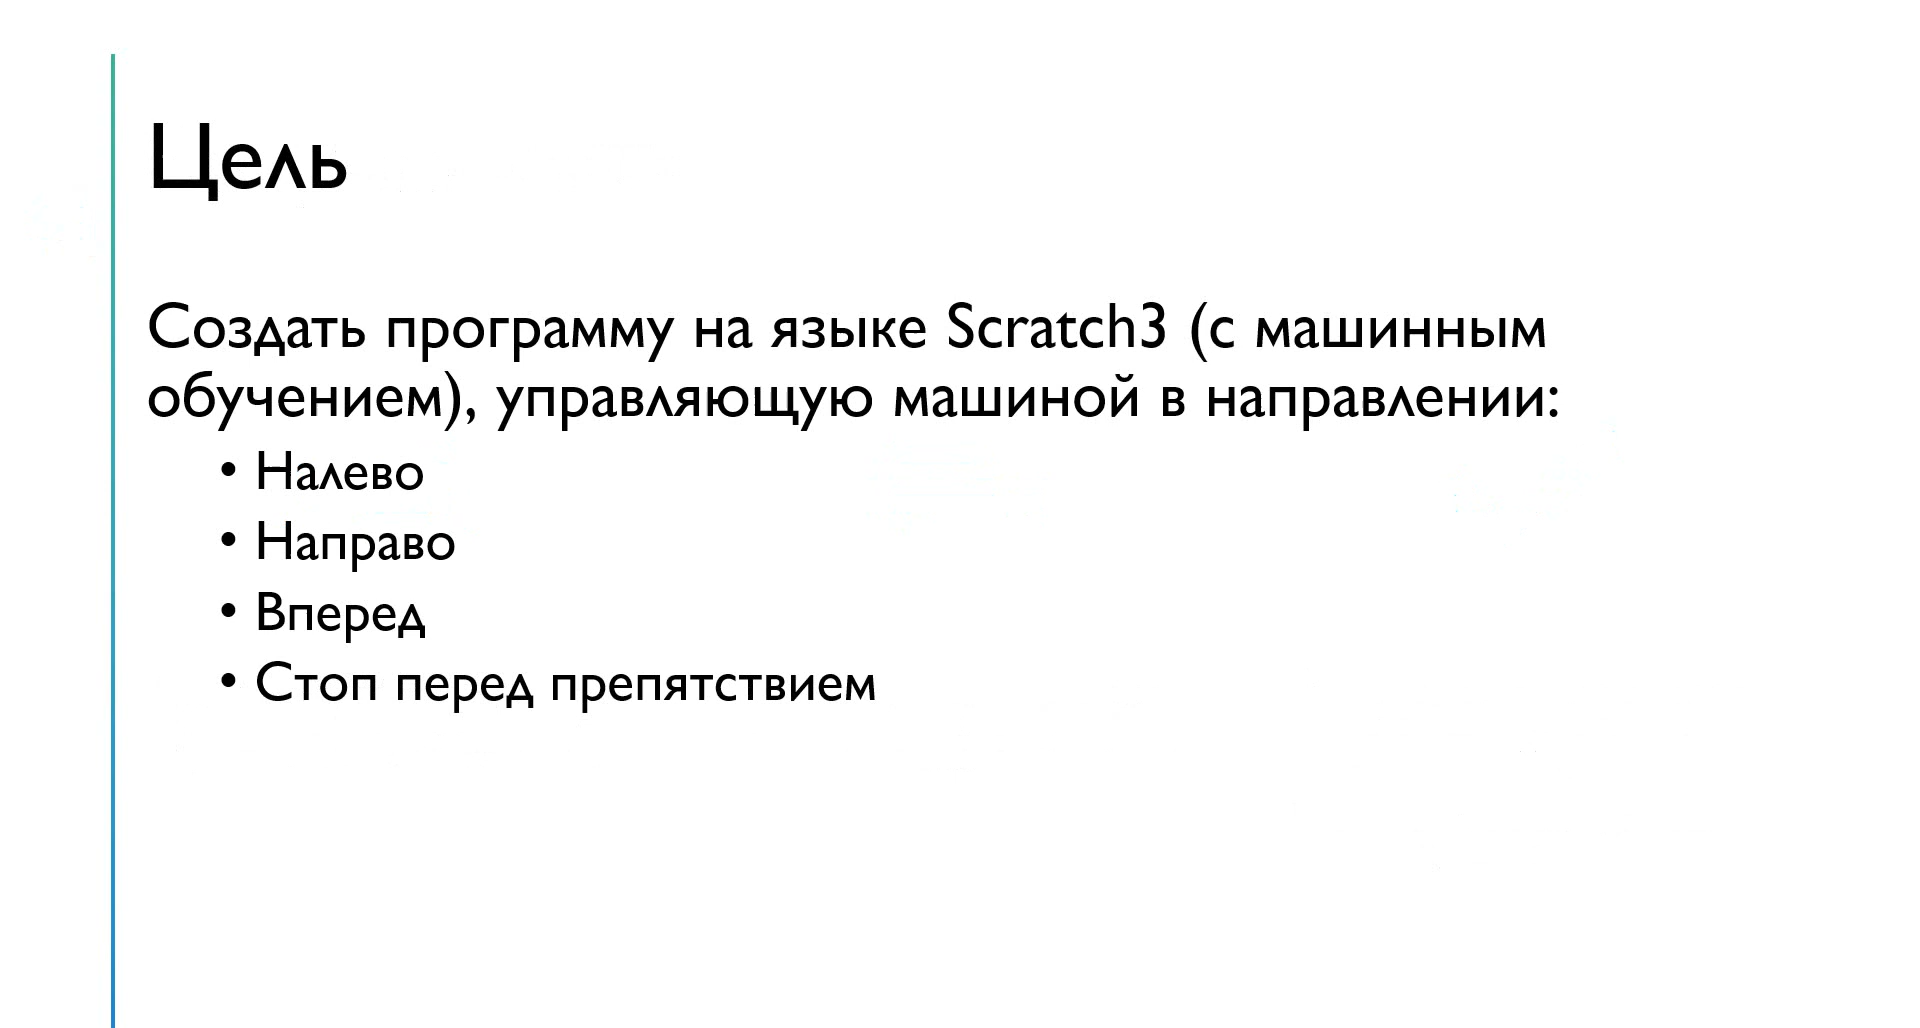 Цель
Создать программу на языке Scratch3 (с машинным
обучением), управляющую машиной в направлении:
• Налево
• Направо
• Вперед
• Стоп перед препятствием